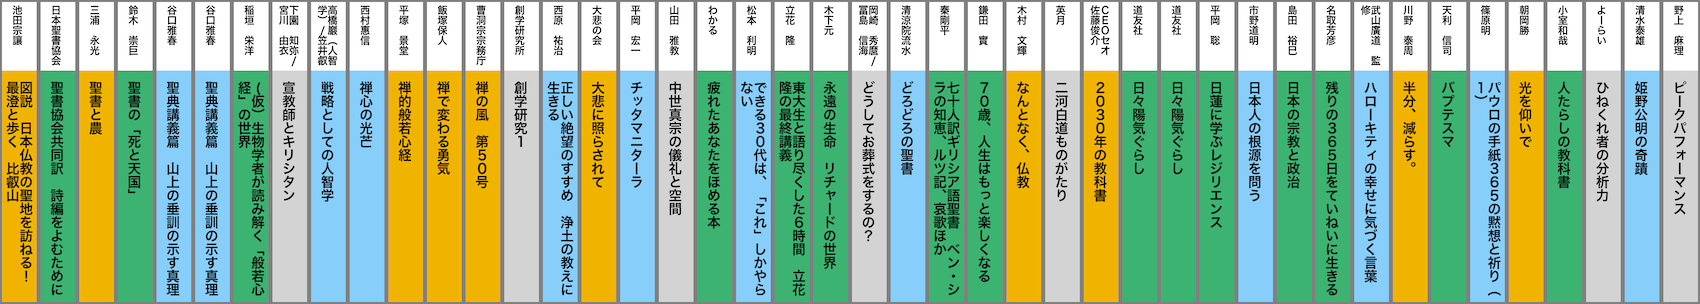 野上 麻理
ピークパフォーマンス
清水泰雄
姫野公明の奇蹟
よーらい
ひねくれ者の分析力
小室和哉
人たらしの教科書
朝岡勝
光を仰いで
篠原明
パウロの手紙365の黙想と祈り(
1)
天利 信司
バプテスマ
川野 泰周
半分、減らす。
武山廣道 監
修
ハローキティの幸せに気づく言葉
名取芳彦
残りの365日をていねいに生きる
島田 裕巳
日本の宗教と政治
市野道明
日本人の根源を問う
平岡 聡
日蓮に学ぶレジリエンス
道友社
日々陽気ぐらし
道友社
日々陽気ぐらし
CEOセオ
佐藤俊介
2030年の教科書
英月
二河白道ものがたり
木村 文輝
なんとなく、仏教
鎌田 實
70歳、人生はもっと楽しくなる
秦剛平
七十人訳ギリシア語聖書 ベン・シ
ラの知恵、ルツ記、哀歌ほか
清涼院流水
どろどろの聖書
岡崎 秀麿/
冨島 信海
どうしてお葬式をするの?
木下元
永遠の生命 リチャードの世界
立花 隆
東大生と語り尽くした6時間 立花
隆の最終講義
松本 利明
できる30代は、「これ」しかやら
ない
わかる
疲れたあなたをほめる本
山田 雅教
中世真宗の儀礼と空間
平岡 宏一
チッタマニターラ
大悲の会
大悲に照らされて
西原 祐治
正しい絶望のすすめ 浄土の教えに
生きる
創学研究所
創学研究1
曹洞宗宗務庁
禅の風 第50号
飯塚保人
禅で変わる勇気
平塚 景堂
禅的般若心経
西村惠信
禅心の光芒
高橋巖(人智
学)/笠井叡
戦略としての人智学
下園 知弥/
宮川 由衣
宣教師とキリシタン
稲垣 栄洋
(仮)生物学者が読み解く「般若心
経」の世界
谷口雅春
聖典講義篇 山上の垂訓の示す真理
谷口雅春
聖典講義篇 山上の垂訓の示す真理
鈴木 崇巨
聖書の「死と天国」
三浦 永光
聖書と農
日本聖書協会
聖書協会共同訳 詩編をよむために
池田宗讓
図説 日本仏教の聖地を訪ねる!
最澄と歩く 比叡山